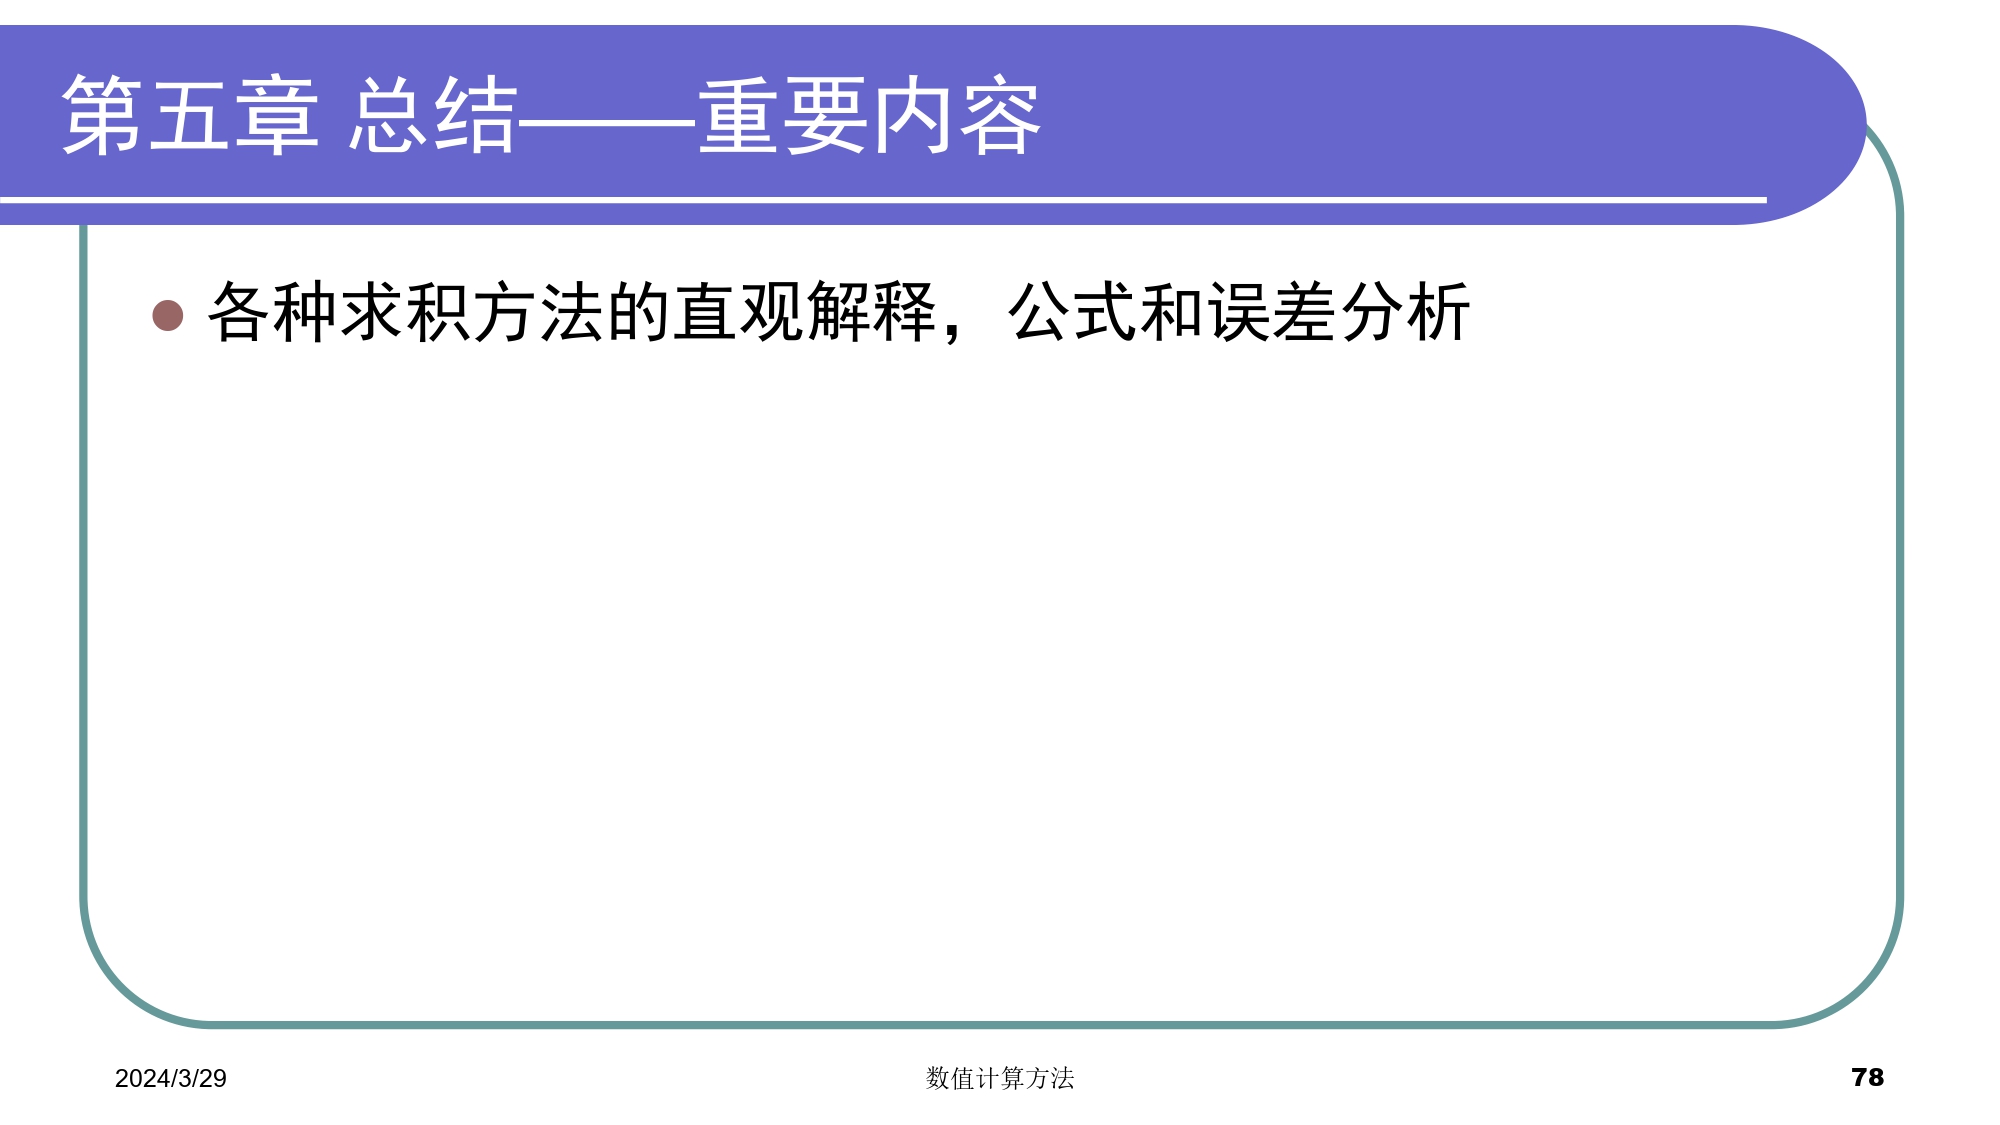 第五章 总结——重要内容
各种求积方法的直观解释，公式和误差分析
2024/3/29
数值计算方法
78